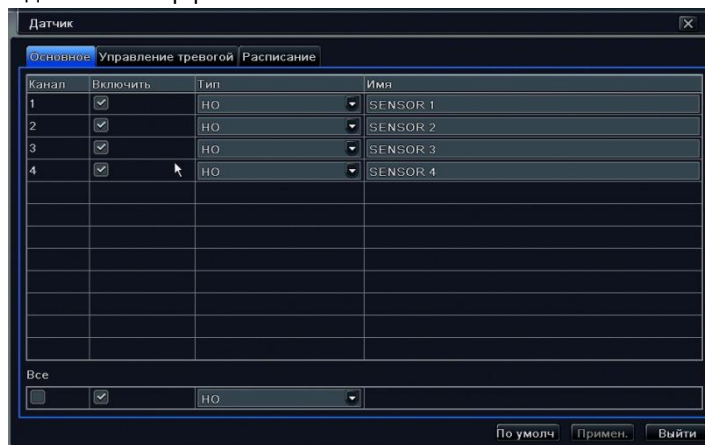 Датчик
Основное Управление тревогой Расписание
Канал Включить Тип Имя
1 НО SENSOR 1
2 НО SENSOR 2
3 НО SENSOR 3
4 НО SENSOR 4
Все
НО
По умолч Примен. Выйти